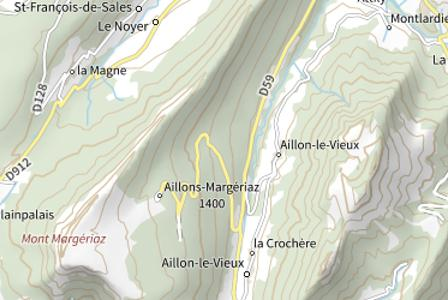 St-François-de-Sales
Le Noyer
Montlardie
la Magne
D128
D59
D912
Aillon-le-Vieux
Aillons-Margériaz
1400
lainpalais
Mont Margériaz
la Crochère
Aillon-le-Vieux